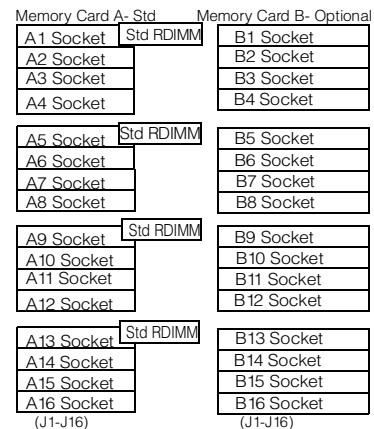 Memory Card A- Std Memory Card B- Optional
A1 Socket Std RDIMM B1 Socket
A2 Socket B2 Socket
A3 Socket B3 Socket
A4 Socket B4 Socket
A5 Socket Std RDIMM B5 Socket
A6 Socket B6 Socket
A7 Socket B7 Socket
A8 Socket B8 Socket
A9 Socket Std RDIMM B9 Socket
A10 Socket B10 Socket
A11 Socket B11 Socket
A12 Socket B12 Socket
A13 Socket Std RDIMM B13 Socket
A14 Socket B14 Socket
A15 Socket B15 Socket
A16 Socket B16 Socket
(J1-J16) (J1-J16)